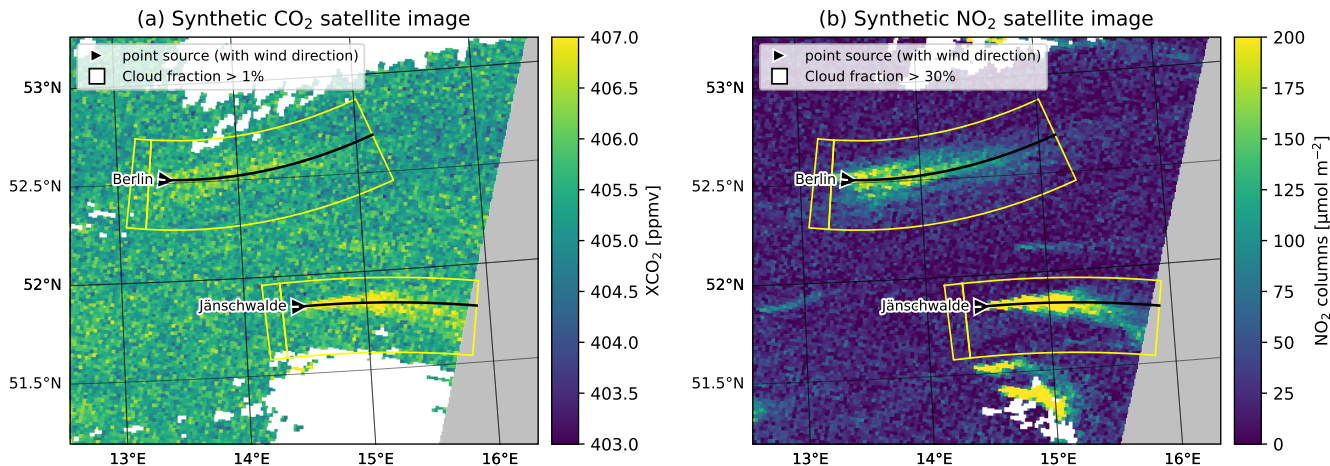 (a) Synthetic CO₂ satellite image
point source (with wind direction)
Cloud fraction > 1%
53°N
52.5°N
52°N
51.5°N
13°E
14°E
15°E
16°E
Berlin
Jänschwalde
407.0
406.5
406.0
405.5
405.0
404.5
404.0
403.5
403.0
XCO₂ [ppmv]
(b) Synthetic NO₂ satellite image
point source (with wind direction)
Cloud fraction > 30%
53°N
52.5°N
52°N
51.5°N
13°E
14°E
15°E
16°E
Berlin
Jänschwalde
200
175
150
125
100
75
50
25
0
NO₂ columns [µmol m⁻²]